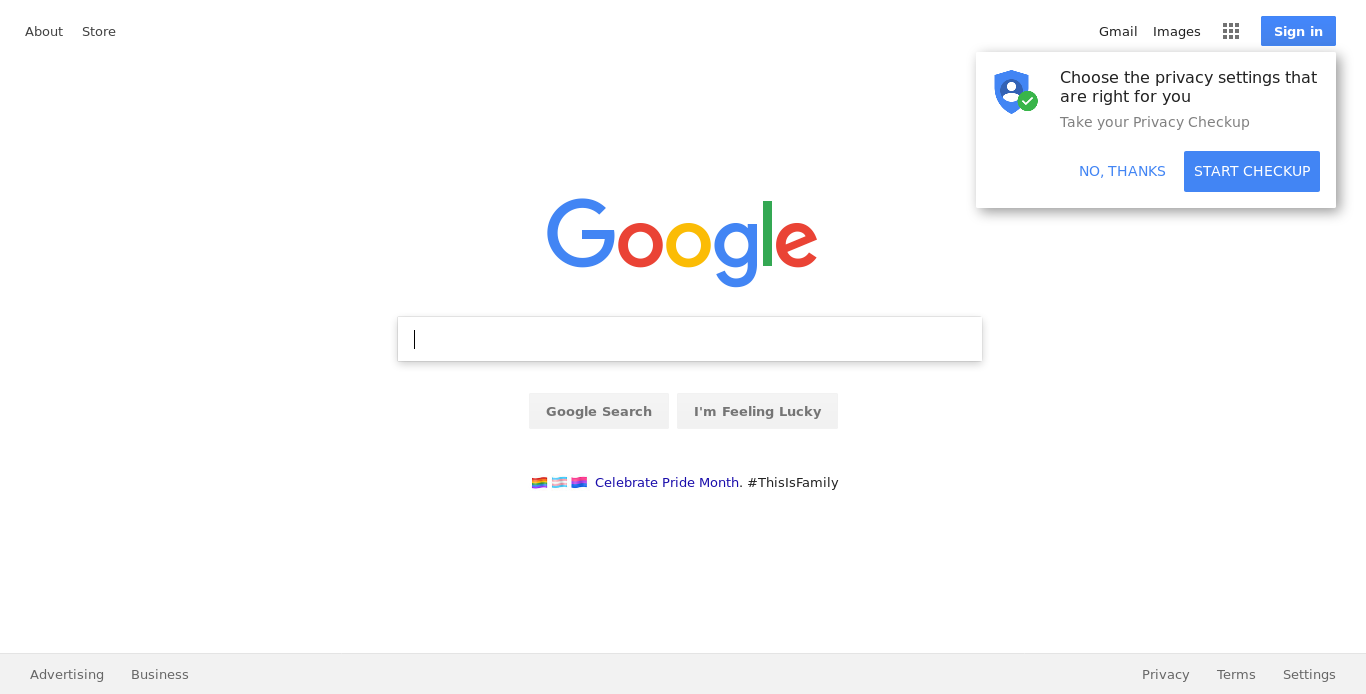 About Store Gmail Images Sign in
Choose the privacy settings that
are right for you
Take your Privacy Checkup
NO, THANKS START CHECKUP
Google
Google Search I'm Feeling Lucky
Celebrate Pride Month. #ThisIsFamily
Advertising Business Privacy Terms Settings